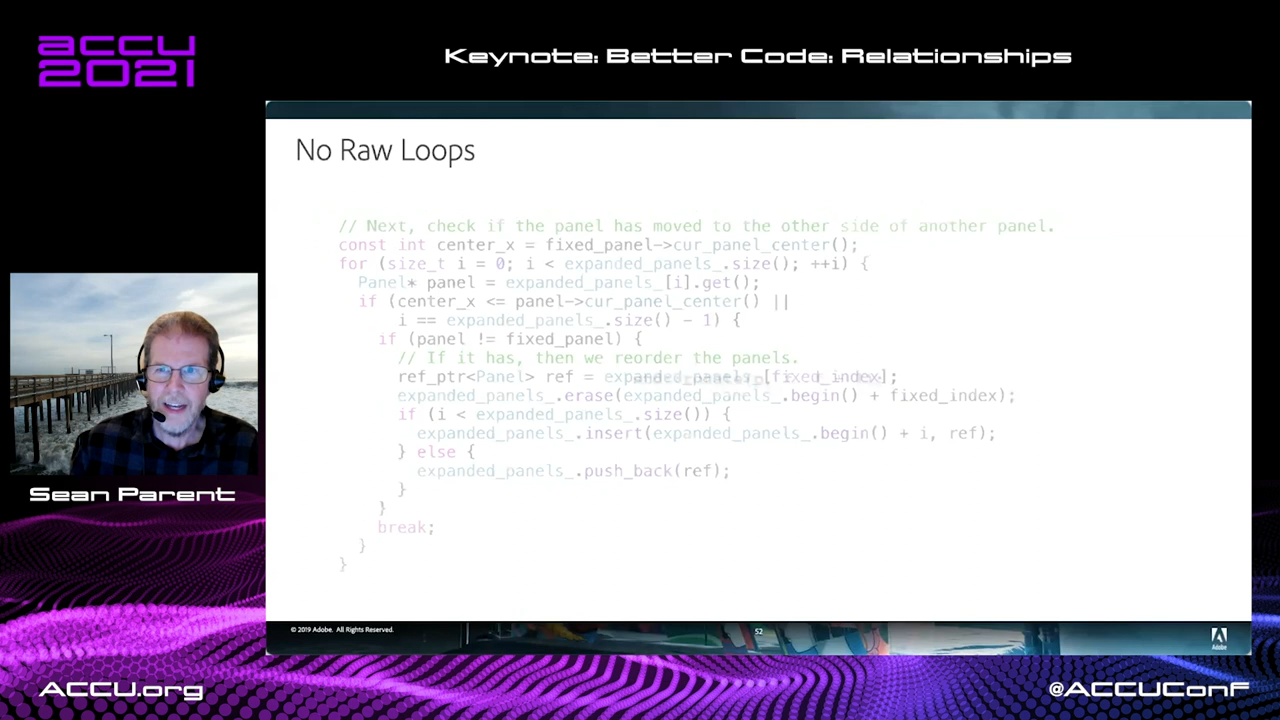 accu
2021
Keynote: Better Code: Relationships
No Raw Loops
// Next, check if the panel has moved to the other side of another panel.
const int center_x = fixed_panel->cur_panel_center();
for (size_t i = 0; i < expanded_panels_.size(); ++i) {
Panel* panel = expanded_panels_[i].get();
if (center_x <= panel->cur_panel_center() ||
i == expanded_panels_.size() - 1) {
if (panel != fixed_panel) {
// If it has, then we reorder the panels.
ref_ptr<Panel> ref = expanded_panels_[fixed_index];
expanded_panels_.erase(expanded_panels_.begin() + fixed_index);
if (i < expanded_panels_.size()) {
expanded_panels_.insert(expanded_panels_.begin() + i, ref);
} else {
expanded_panels_.push_back(ref);
}
}
break;
}
}
Sean Parent
© 2019 Adobe. All Rights Reserved.
52
Adobe
ACCU.org
@ACCUConf